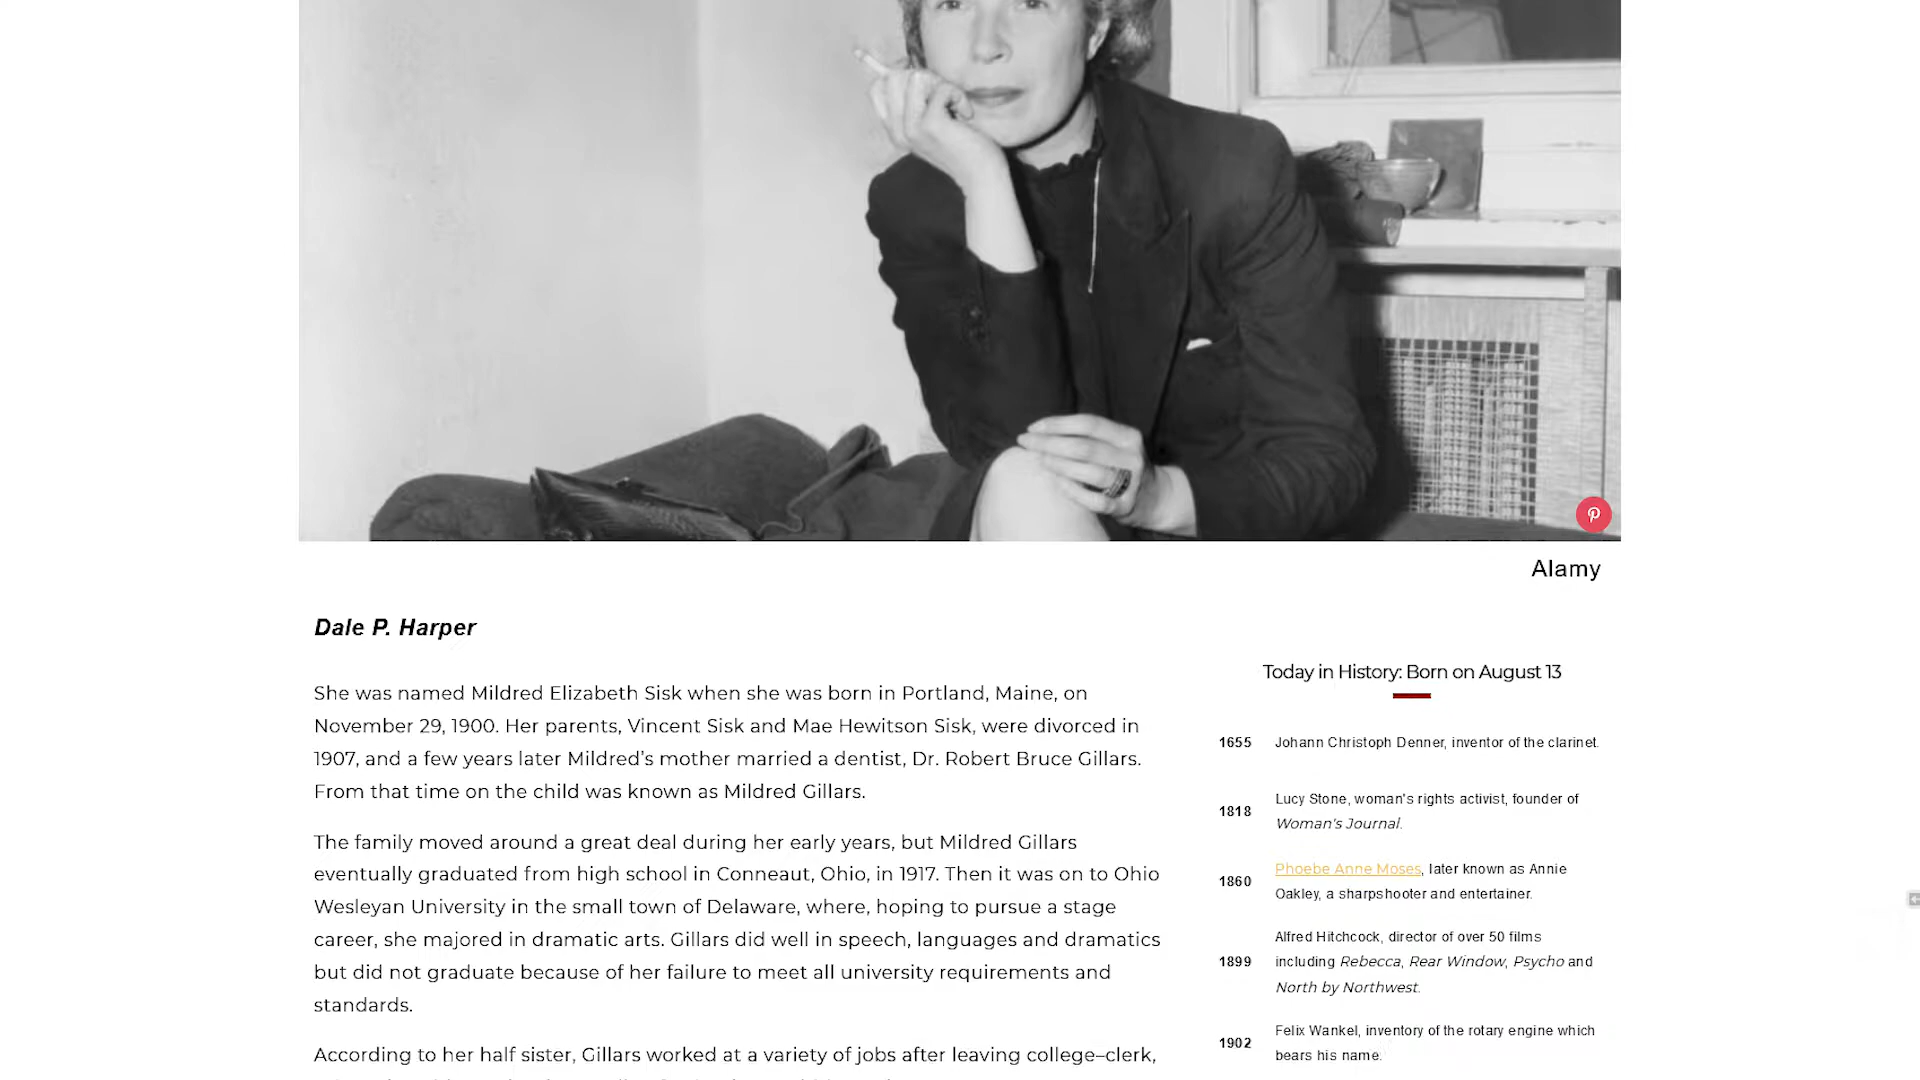 Alamy
Dale P. Harper
She was named Mildred Elizabeth Sisk when she was born in Portland, Maine, on
November 29, 1900. Her parents, Vincent Sisk and Mae Hewitson Sisk, were divorced in
1907, and a few years later Mildred’s mother married a dentist, Dr. Robert Bruce Gillars.
From that time on the child was known as Mildred Gillars.
The family moved around a great deal during her early years, but Mildred Gillars
eventually graduated from high school in Conneaut, Ohio, in 1917. Then it was on to Ohio
Wesleyan University in the small town of Delaware, where, hoping to pursue a stage
career, she majored in dramatic arts. Gillars did well in speech, languages and dramatics
but did not graduate because of her failure to meet all university requirements and
standards.
According to her half sister, Gillars worked at a variety of jobs after leaving college–clerk,
Today in History: Born on August 13
1655 Johann Christoph Denner, inventor of the clarinet.
1818 Lucy Stone, woman's rights activist, founder of
Woman's Journal.
1860 Phoebe Anne Moses, later known as Annie
Oakley, a sharpshooter and entertainer.
1899 Alfred Hitchcock, director of over 50 films
including Rebecca, Rear Window, Psycho and
North by Northwest.
1902 Felix Wankel, inventory of the rotary engine which
bears his name.